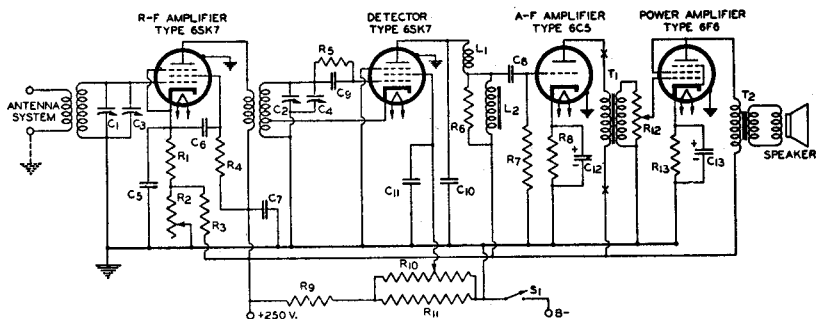 R-F AMPLIFIER
TYPE 6SK7
DETECTOR
TYPE 6SK7
A-F AMPLIFIER
TYPE 6C5
POWER AMPLIFIER
TYPE 6F6
ANTENNA
SYSTEM
C1
C3
C6
C5
R1
R2
R3
R4
C7
R5
C2
C4
C9
C11
C10
L1
R6
L2
C8
R7
R8
C12
T1
R12
R13
C13
T2
SPEAKER
R9
R10
R11
S1
+250 V.
B-